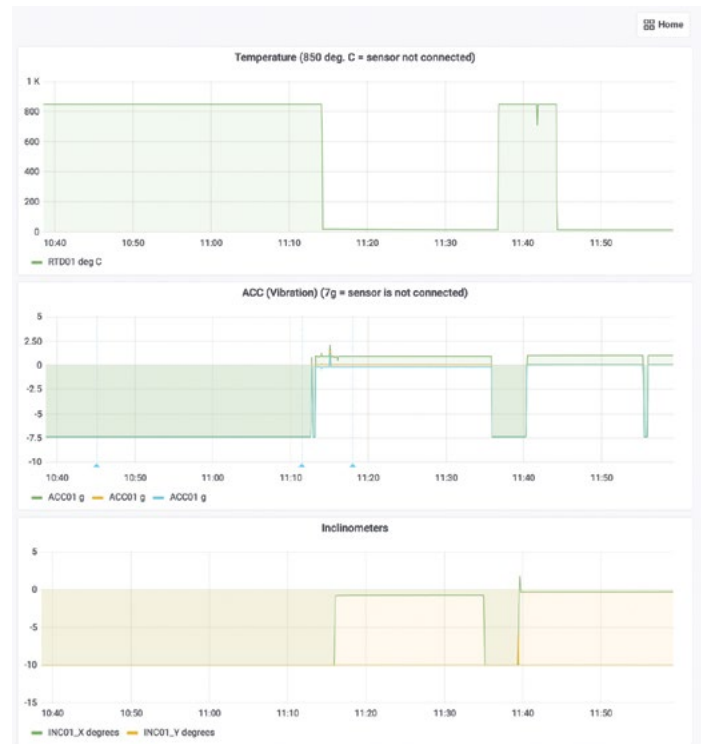 Home
Temperature (850 deg. C = sensor not connected)
1 K
800
600
400
200
0
10:40 10:50 11:00 11:10 11:20 11:30 11:40 11:50
RTD01 deg C
ACC (Vibration) (7g = sensor is not connected)
5
2.50
0
-2.5
-5
-7.5
-10
10:40 10:50 11:00 11:10 11:20 11:30 11:40 11:50
ACC01 g ACC01 g ACC01 g
Inclinometers
5
0
-5
-10
-15
10:40 10:50 11:00 11:10 11:20 11:30 11:40 11:50
INC01_X degrees INC01_Y degrees